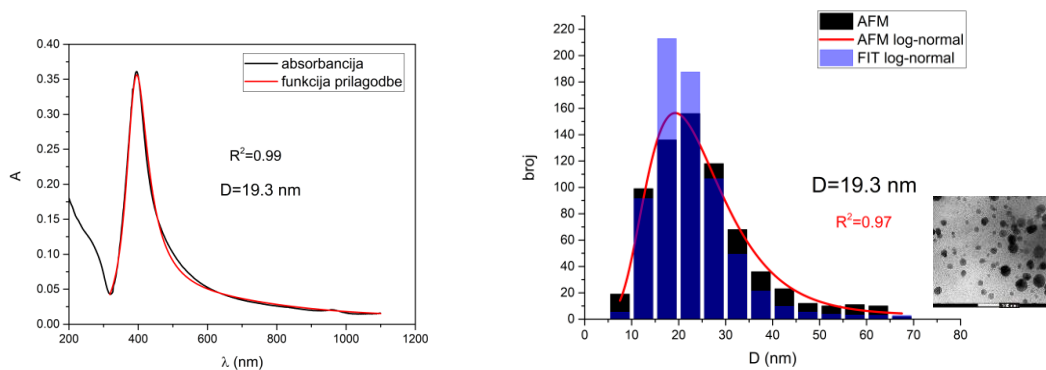 0.40
0.35
0.30
0.25
0.20
0.15
0.10
0.05
0.00
A
absorbancija
funkcija prilagodbe
R²=0.99
D=19.3 nm
200
400
600
800
1000
1200
λ (nm)
220
200
180
160
140
120
100
80
60
40
20
0
broj
AFM
AFM log-normal
FIT log-normal
D=19.3 nm
R²=0.97
0
10
20
30
40
50
60
70
80
D (nm)